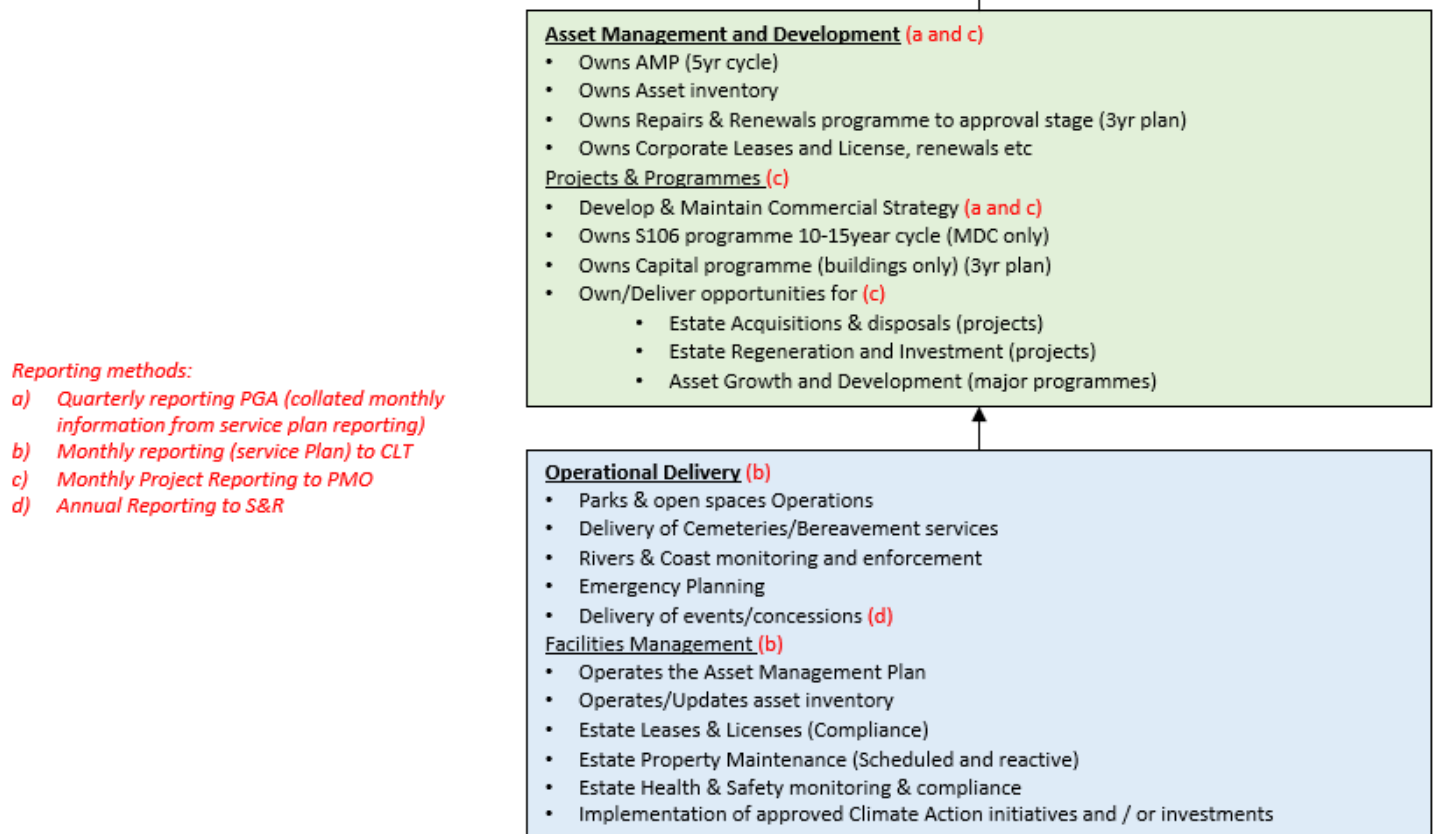 Asset Management and Development (a and c)
• Owns AMP (5yr cycle)
• Owns Asset inventory
• Owns Repairs & Renewals programme to approval stage (3yr plan)
• Owns Corporate Leases and License, renewals etc
Projects & Programmes (c)
• Develop & Maintain Commercial Strategy (a and c)
• Owns S106 programme 10-15year cycle (MDC only)
• Owns Capital programme (buildings only) (3yr plan)
• Own/Deliver opportunities for (c)
• Estate Acquisitions & disposals (projects)
• Estate Regeneration and Investment (projects)
• Asset Growth and Development (major programmes)
Reporting methods:
a) Quarterly reporting PGA (collated monthly
information from service plan reporting)
b) Monthly reporting (service Plan) to CLT
c) Monthly Project Reporting to PMO
d) Annual Reporting to S&R
Operational Delivery (b)
• Parks & open spaces Operations
• Delivery of Cemeteries/Bereavement services
• Rivers & Coast monitoring and enforcement
• Emergency Planning
• Delivery of events/concessions (d)
Facilities Management (b)
• Operates the Asset Management Plan
• Operates/Updates asset inventory
• Estate Leases & Licenses (Compliance)
• Estate Property Maintenance (Scheduled and reactive)
• Estate Health & Safety monitoring & compliance
• Implementation of approved Climate Action initiatives and / or investments